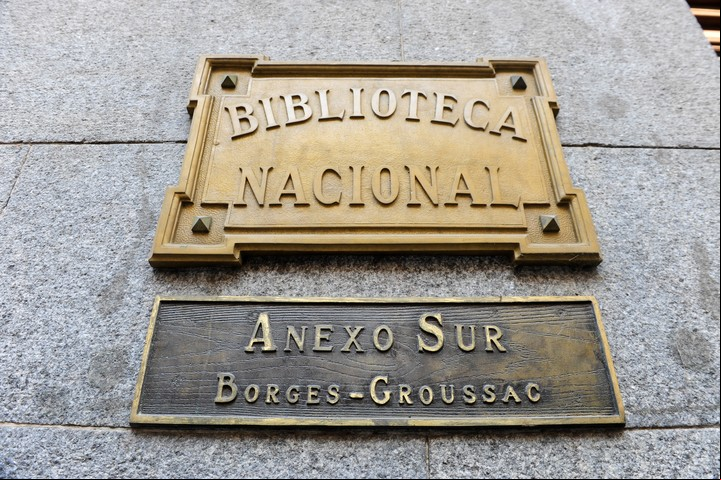 BIBLIOTECA
NACIONAL
ANEXO SUR
BORGES-GROUSSAC